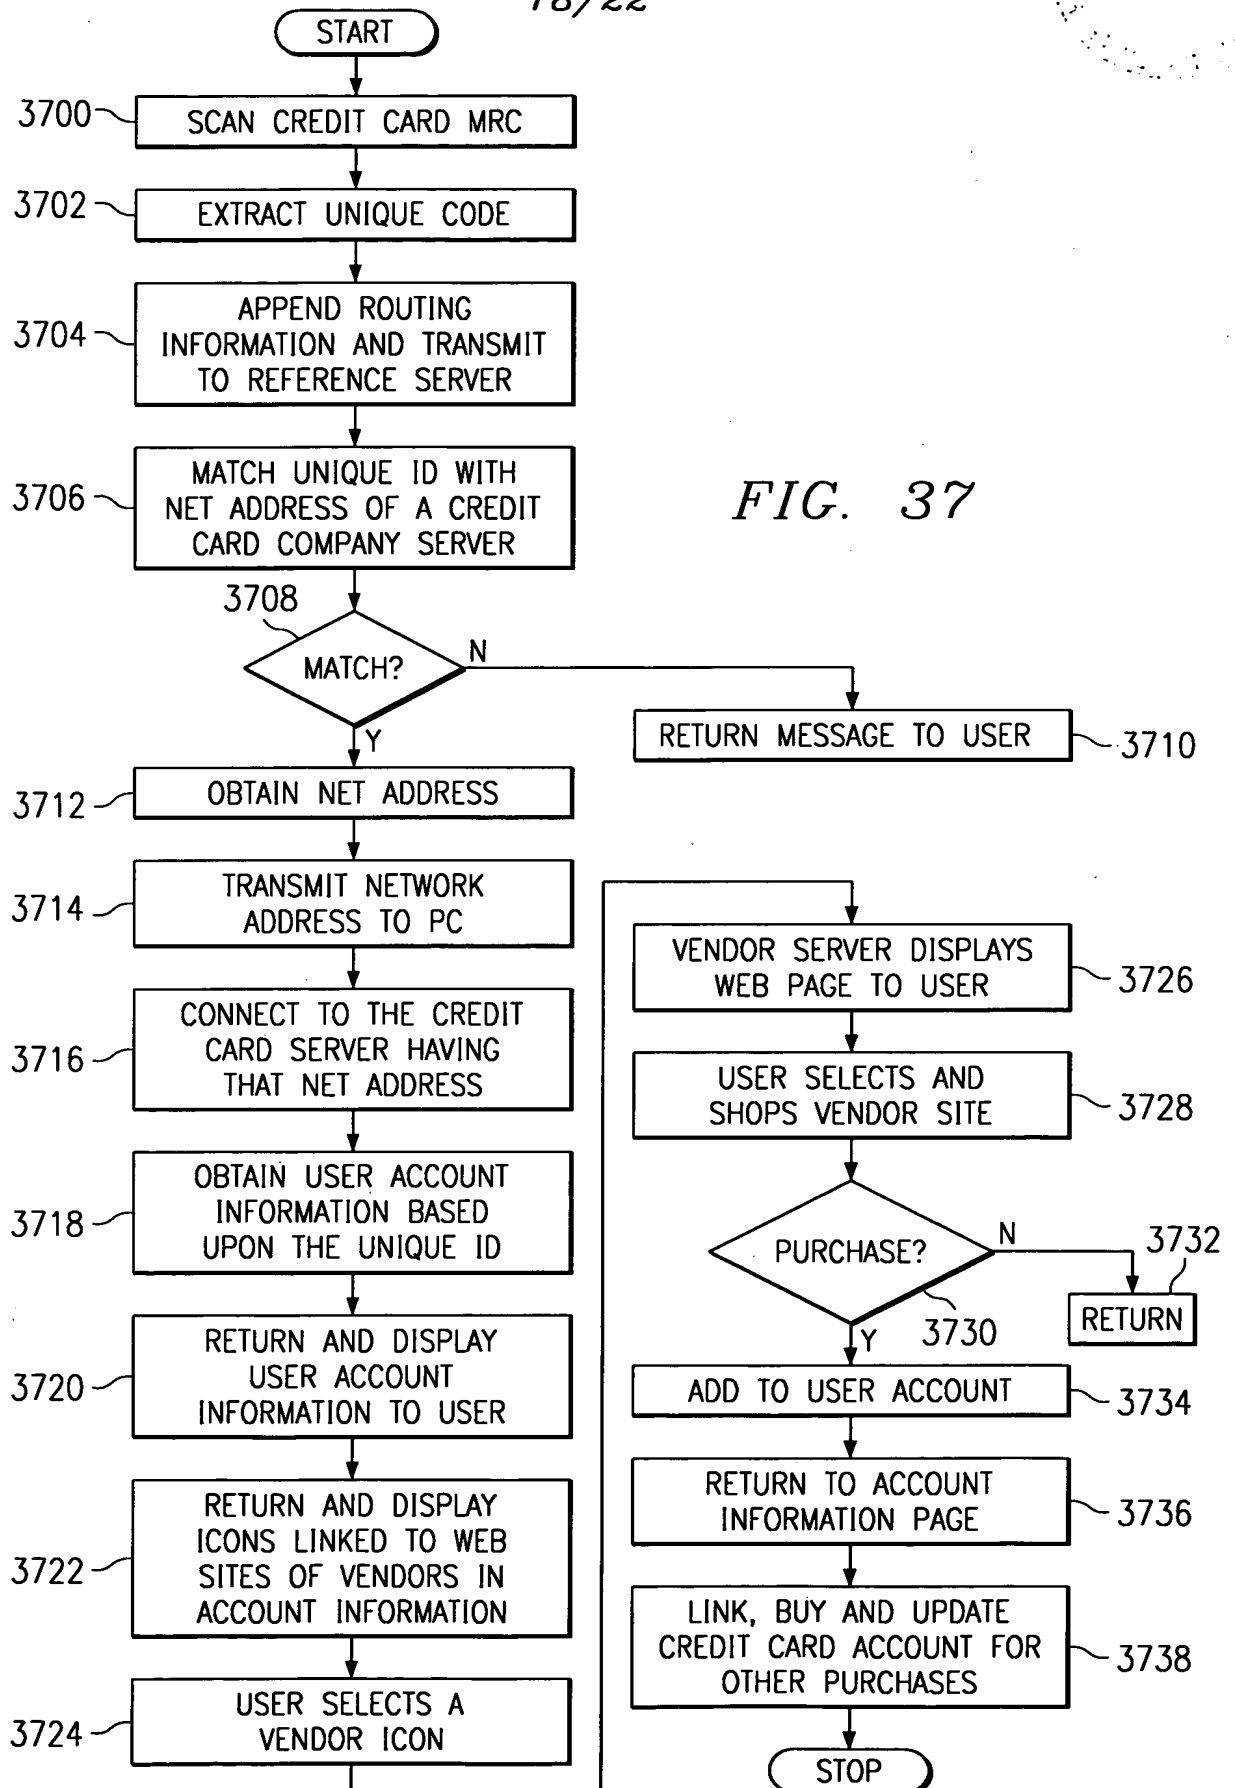 18/22
START
3700
SCAN CREDIT CARD MRC
3702
EXTRACT UNIQUE CODE
3704
APPEND ROUTING
INFORMATION AND TRANSMIT
TO REFERENCE SERVER
3706
MATCH UNIQUE ID WITH
NET ADDRESS OF A CREDIT
CARD COMPANY SERVER
FIG. 37
3708
MATCH?
N
Y
RETURN MESSAGE TO USER
3710
3712
OBTAIN NET ADDRESS
3714
TRANSMIT NETWORK
ADDRESS TO PC
3716
CONNECT TO THE CREDIT
CARD SERVER HAVING
THAT NET ADDRESS
3718
OBTAIN USER ACCOUNT
INFORMATION BASED
UPON THE UNIQUE ID
3720
RETURN AND DISPLAY
USER ACCOUNT
INFORMATION TO USER
3722
RETURN AND DISPLAY
ICONS LINKED TO WEB
SITES OF VENDORS IN
ACCOUNT INFORMATION
3724
USER SELECTS A
VENDOR ICON
VENDOR SERVER DISPLAYS
WEB PAGE TO USER
3726
USER SELECTS AND
SHOPS VENDOR SITE
3728
PURCHASE?
N
3732
RETURN
3730
Y
ADD TO USER ACCOUNT
3734
RETURN TO ACCOUNT
INFORMATION PAGE
3736
LINK, BUY AND UPDATE
CREDIT CARD ACCOUNT FOR
OTHER PURCHASES
3738
STOP